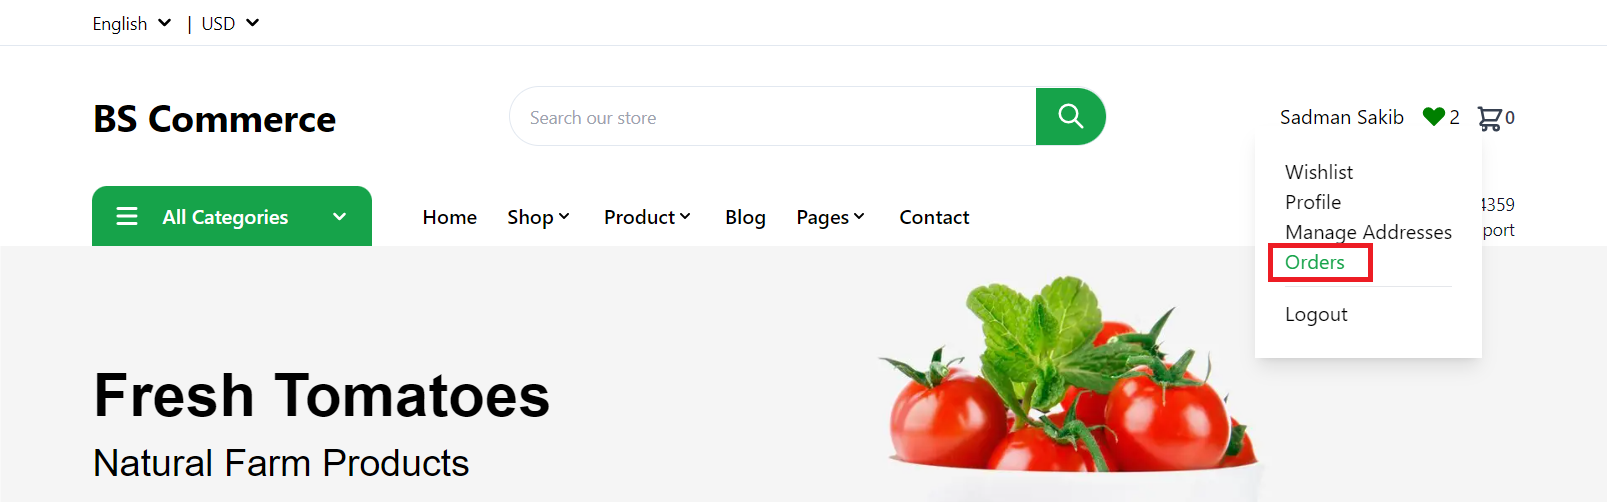 English | USD
BS Commerce
Search our store
Sadman Sakib 2 0
Wishlist
Profile
Manage Addresses
Orders
Logout
All Categories Home Shop Product Blog Pages Contact
4359
port
Fresh Tomatoes
Natural Farm Products